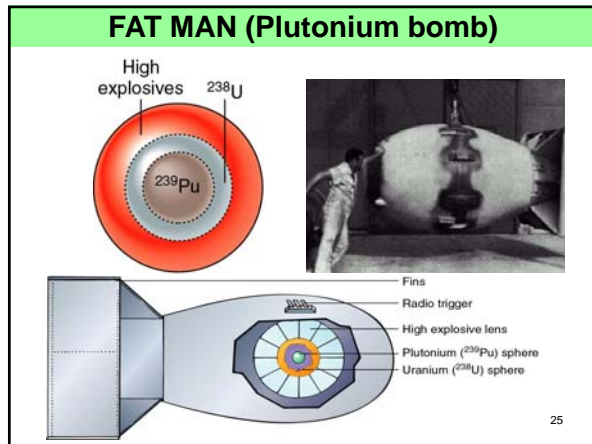 FAT MAN (Plutonium bomb)
High
explosives
²³⁸U
²³⁹Pu
Fins
Radio trigger
High explosive lens
Plutonium (²³⁹Pu) sphere
Uranium (²³⁸U) sphere
25